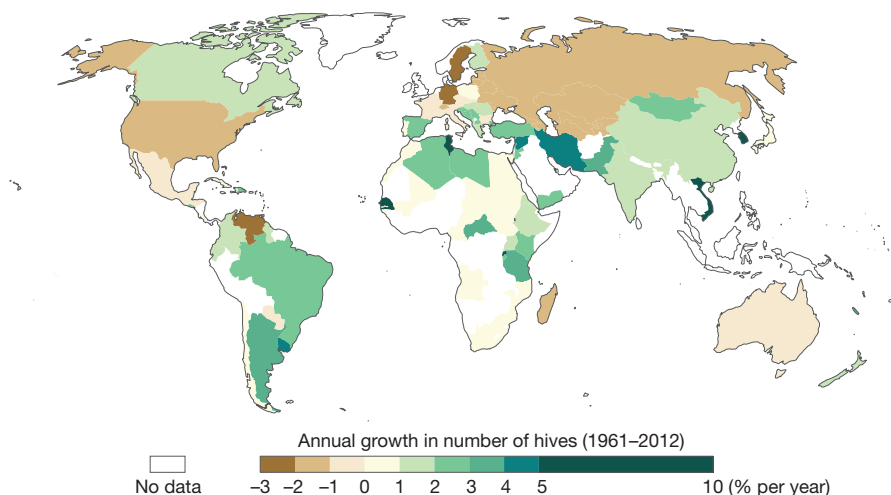 Annual growth in number of hives (1961–2012)
No data
–3 –2 –1 0 1 2 3 4 5 10 (% per year)